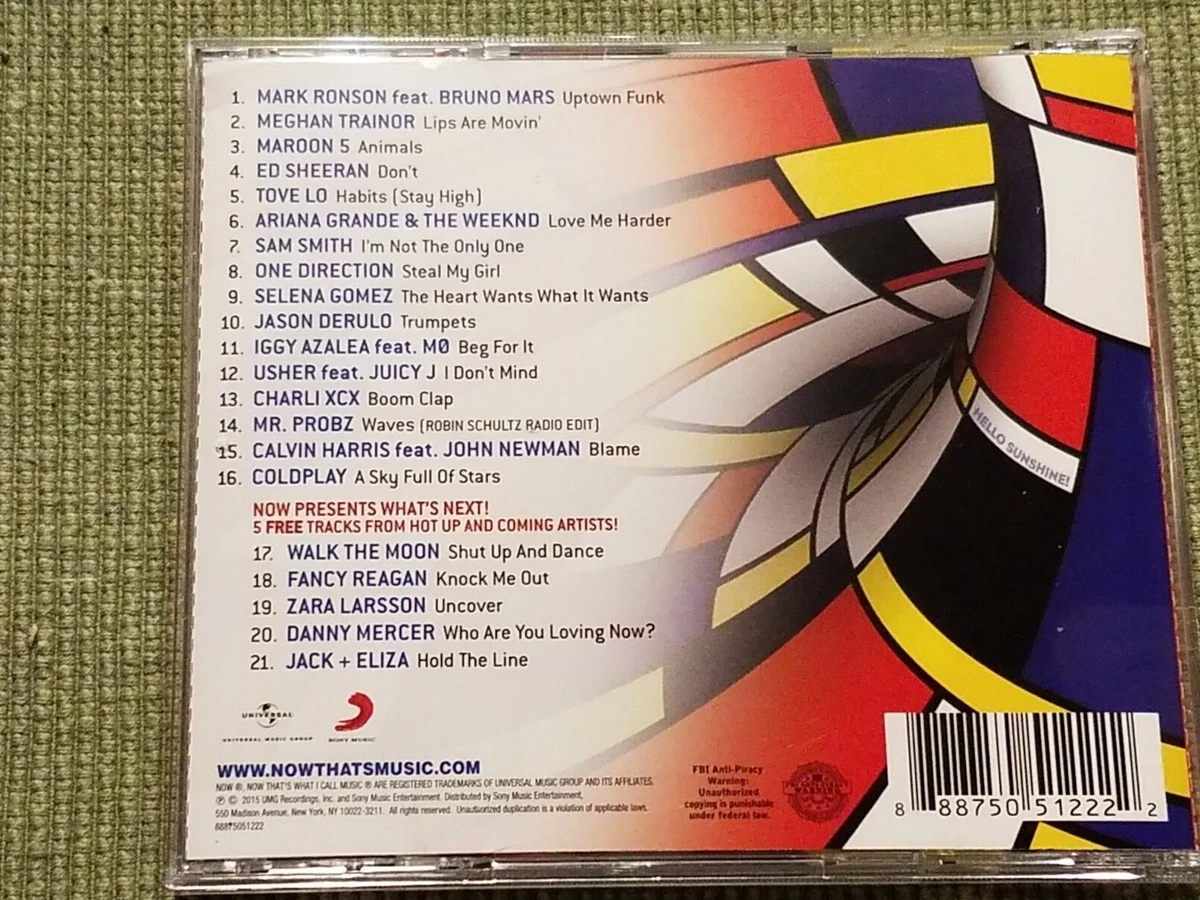 1. MARK RONSON feat. BRUNO MARS Uptown Funk
2. MEGHAN TRAINOR Lips Are Movin'
3. MAROON 5 Animals
4. ED SHEERAN Don't
5. TOVE LO Habits (Stay High)
6. ARIANA GRANDE & THE WEEKND Love Me Harder
7. SAM SMITH I'm Not The Only One
8. ONE DIRECTION Steal My Girl
9. SELENA GOMEZ The Heart Wants What It Wants
10. JASON DERULO Trumpets
11. IGGY AZALEA feat. MØ Beg For It
12. USHER feat. JUICY J I Don't Mind
13. CHARLI XCX Boom Clap
14. MR. PROBZ Waves (ROBIN SCHULTZ RADIO EDIT)
15. CALVIN HARRIS feat. JOHN NEWMAN Blame
16. COLDPLAY A Sky Full Of Stars
NOW PRESENTS WHAT'S NEXT!
5 FREE TRACKS FROM HOT UP AND COMING ARTISTS!
17. WALK THE MOON Shut Up And Dance
18. FANCY REAGAN Knock Me Out
19. ZARA LARSSON Uncover
20. DANNY MERCER Who Are You Loving Now?
21. JACK + ELIZA Hold The Line
HELLO SUNSHINE!
UNIVERSAL
UNIVERSAL MUSIC GROUP
SONY MUSIC
WWW.NOWTHATSMUSIC.COM
NOW ®, NOW THAT'S WHAT I CALL MUSIC ® ARE REGISTERED TRADEMARKS OF UNIVERSAL MUSIC GROUP AND ITS AFFILIATES.
℗ © 2015 UMG Recordings, Inc. and Sony Music Entertainment. Distributed by Sony Music Entertainment,
550 Madison Avenue, New York, NY 10022-3211. All rights reserved. Unauthorized duplication is a violation of applicable laws.
88875051222
FBI Anti-Piracy
Warning:
Unauthorized
copying is punishable
under federal law.
8 88750 51222 2